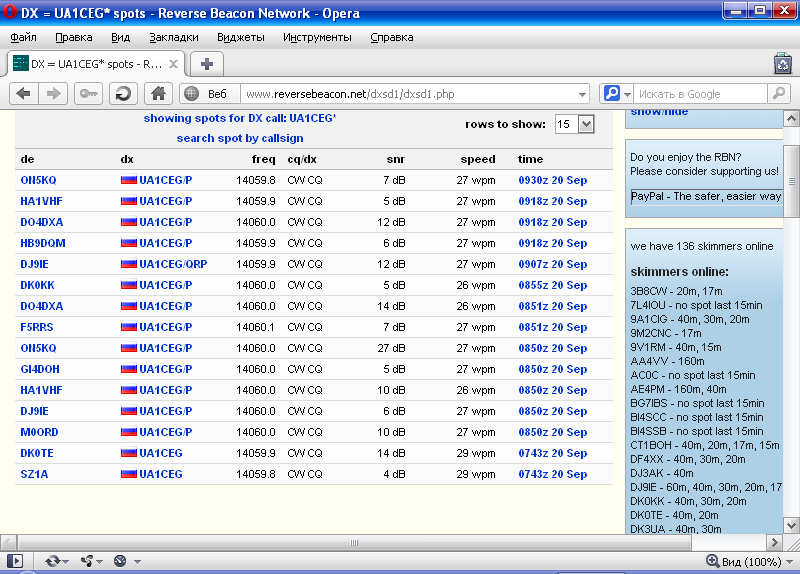 DX = UA1CEG* spots - Reverse Beacon Network - Opera
Файл Правка Вид Закладки Виджеты Инструменты Справка
DX = UA1CEG* spots - R...
Веб www.reversebeacon.net/dxsd1/dxsd1.php Искать в Google
showing spots for DX call: UA1CEG*
search spot by callsign
rows to show: 15
de dx freq cq/dx snr speed time
ON5KQ UA1CEG/P 14059.8 CW CQ 7 dB 27 wpm 0930z 20 Sep
HA1VHF UA1CEG/P 14059.9 CW CQ 5 dB 27 wpm 0918z 20 Sep
DO4DXA UA1CEG/P 14060.0 CW CQ 12 dB 27 wpm 0918z 20 Sep
HB9DQM UA1CEG/P 14059.9 CW CQ 6 dB 27 wpm 0918z 20 Sep
DJ9IE UA1CEG/QRP 14059.9 CW CQ 12 dB 27 wpm 0907z 20 Sep
DK0KK UA1CEG/P 14060.0 CW CQ 5 dB 26 wpm 0855z 20 Sep
DO4DXA UA1CEG/P 14060.0 CW CQ 14 dB 26 wpm 0851z 20 Sep
F5RRS UA1CEG/P 14060.1 CW CQ 7 dB 27 wpm 0851z 20 Sep
ON5KQ UA1CEG/P 14060.0 CW CQ 27 dB 27 wpm 0850z 20 Sep
GI4DOH UA1CEG/P 14060.0 CW CQ 5 dB 27 wpm 0850z 20 Sep
HA1VHF UA1CEG/P 14060.0 CW CQ 10 dB 26 wpm 0850z 20 Sep
DJ9IE UA1CEG/P 14060.0 CW CQ 6 dB 27 wpm 0850z 20 Sep
M0ORD UA1CEG/P 14060.0 CW CQ 10 dB 27 wpm 0850z 20 Sep
DK0TE UA1CEG 14059.9 CW CQ 14 dB 29 wpm 0743z 20 Sep
SZ1A UA1CEG 14059.8 CW CQ 4 dB 29 wpm 0743z 20 Sep
show/hide
Do you enjoy the RBN?
Please consider supporting us!
PayPal - The safer, easier way
we have 136 skimmers online
skimmers online:
3B8CW - 20m, 17m
7L4IOU - no spot last 15min
9A1CIG - 40m, 30m, 20m
9M2CNC - 17m
9V1RM - 40m, 15m
AA4VV - 160m
AC0C - no spot last 15min
AE4PM - 160m, 40m
BG7IBS - no spot last 15min
BI4SCC - no spot last 15min
BI4SSB - no spot last 15min
CT1BOH - 40m, 20m, 17m, 15m
DF4XX - 40m, 30m, 20m
DJ3AK - 40m
DJ9IE - 60m, 40m, 30m, 20m, 17
DK0KK - 40m, 30m, 20m
DK0TE - 40m, 20m
DK3UA - 40m, 30m
Вид (100%)